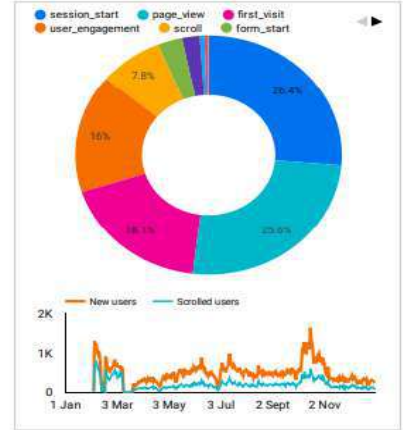 session_start page_view first_visit
user_engagement scroll form_start
7.8%
26.4%
16%
18.1%
25.6%
New users Scrolled users
2K
1K
0
1 Jan 3 Mar 3 May 3 Jul 2 Sept 2 Nov